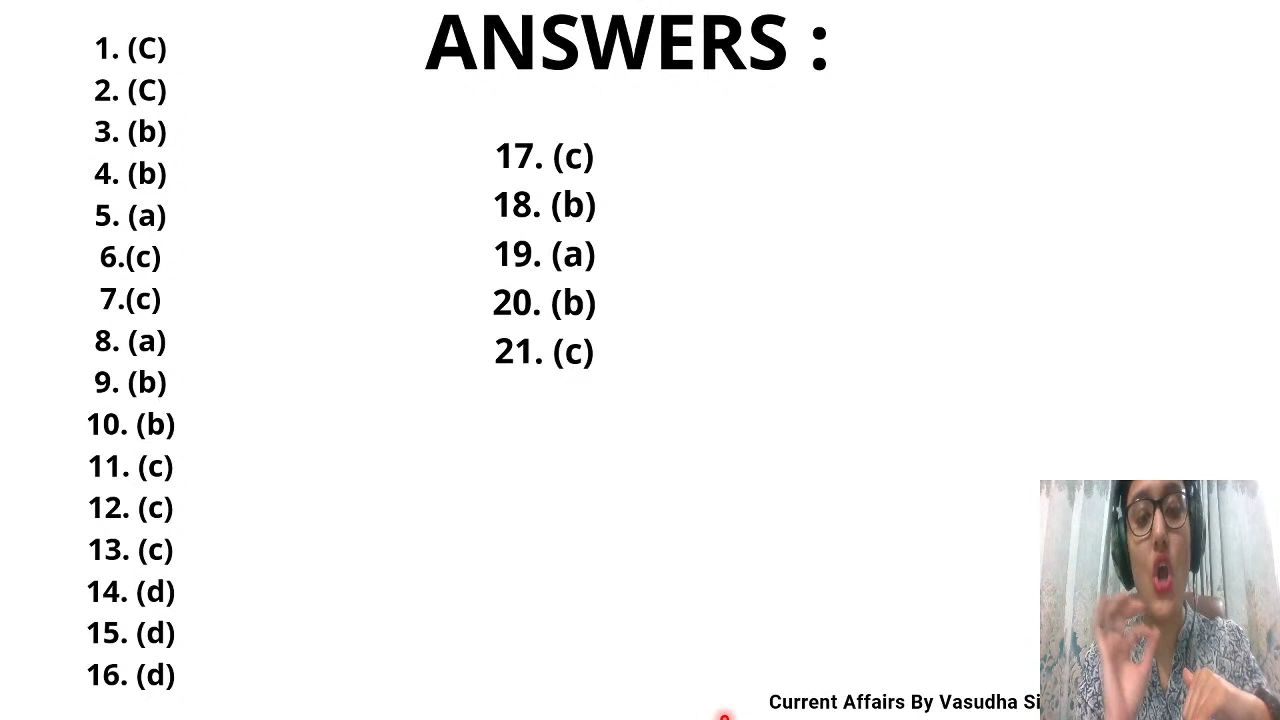 ANSWERS :
1. (C)
2. (C)
3. (b)
4. (b)
5. (a)
6.(c)
7.(c)
8. (a)
9. (b)
10. (b)
11. (c)
12. (c)
13. (c)
14. (d)
15. (d)
16. (d)
17. (c)
18. (b)
19. (a)
20. (b)
21. (c)
Current Affairs By Vasudha